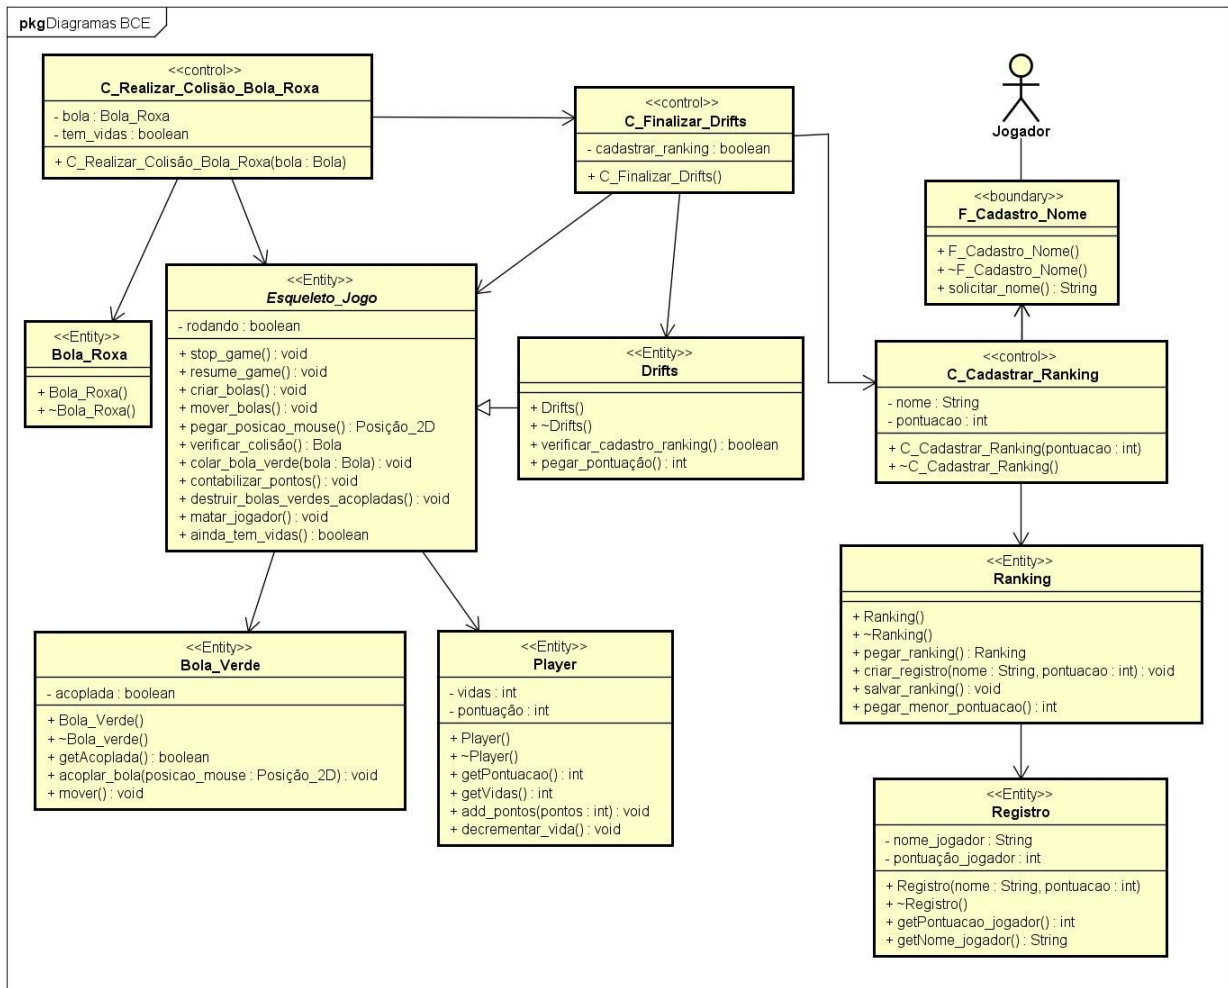 pkg Diagramas BCE
<<control>>
C_Realizar_Colisão_Bola_Roxa
- bola : Bola_Roxa
- tem_vidas : boolean
+ C_Realizar_Colisão_Bola_Roxa(bola : Bola)
<<control>>
C_Finalizar_Drifts
- cadastrar_ranking : boolean
+ C_Finalizar_Drifts()
Jogador
<<boundary>>
F_Cadastro_Nome
+ F_Cadastro_Nome()
+ ~F_Cadastro_Nome()
+ solicitar_nome() : String
<<Entity>>
Esqueleto_Jogo
- rodando : boolean
+ stop_game() : void
+ resume_game() : void
+ criar_bolas() : void
+ mover_bolas() : void
+ pegar_posicao_mouse() : Posição_2D
+ verificar_colisão() : Bola
+ colar_bola_verde(bola : Bola) : void
+ contabilizar_pontos() : void
+ destruir_bolas_verdes_acopladas() : void
+ matar_jogador() : void
+ ainda_tem_vidas() : boolean
<<Entity>>
Bola_Roxa
+ Bola_Roxa()
+ ~Bola_Roxa()
<<Entity>>
Drifts
+ Drifts()
+ ~Drifts()
+ verificar_cadastro_ranking() : boolean
+ pegar_pontuação() : int
<<control>>
C_Cadastrar_Ranking
- nome : String
- pontuacao : int
+ C_Cadastrar_Ranking(pontuacao : int)
+ ~C_Cadastrar_Ranking()
<<Entity>>
Ranking
+ Ranking()
+ ~Ranking()
+ pegar_ranking() : Ranking
+ criar_registro(nome : String, pontuacao : int) : void
+ salvar_ranking() : void
+ pegar_menor_pontuacao() : int
<<Entity>>
Bola_Verde
- acoplada : boolean
+ Bola_Verde()
+ ~Bola_verde()
+ getAcoplada() : boolean
+ acoplar_bola(posicao_mouse : Posição_2D) : void
+ mover() : void
<<Entity>>
Player
- vidas : int
- pontuação : int
+ Player()
+ ~Player()
+ getPontuacao() : int
+ getVidas() : int
+ add_pontos(pontos : int) : void
+ decrementar_vida() : void
<<Entity>>
Registro
- nome_jogador : String
- pontuação_jogador : int
+ Registro(nome : String, pontuacao : int)
+ ~Registro()
+ getPontuacao_jogador() : int
+ getNome_jogador() : String